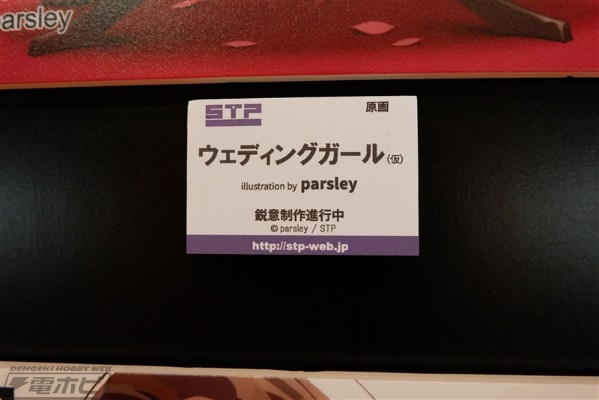 parsley
STP
原画
ウェディングガール(仮)
illustration by parsley
鋭意制作進行中
© parsley / STP
http://stp-web.jp
DENGEKI HOBBY WEB
電ホビ